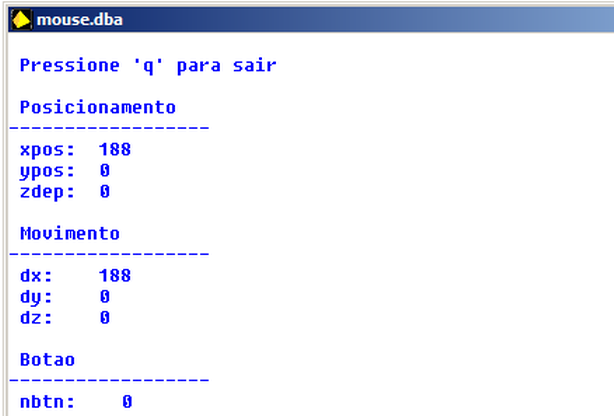 mouse.dba
Pressione 'q' para sair
Posicionamento
------------------
xpos: 188
ypos: 0
zdep: 0
Movimento
------------------
dx: 188
dy: 0
dz: 0
Botao
------------------
nbtn: 0